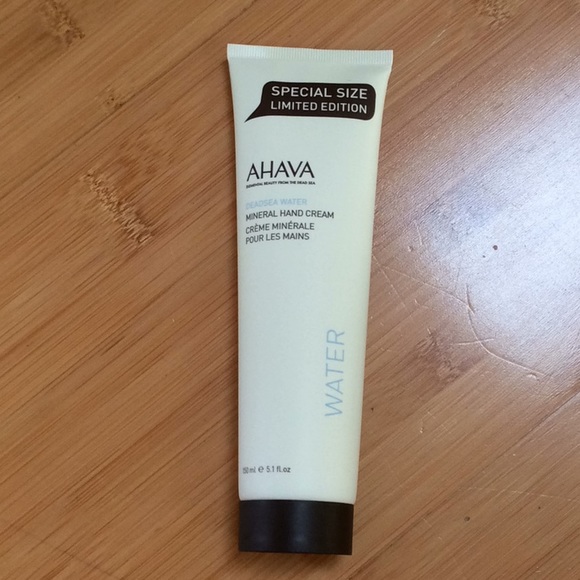 SPECIAL SIZE
LIMITED EDITION
AHAVA
ELEMENTAL BEAUTY FROM THE DEAD SEA
DEADSEA WATER
MINERAL HAND CREAM
CRÈME MINÉRALE
POUR LES MAINS
WATER
150 ml e 5.1 fl.oz